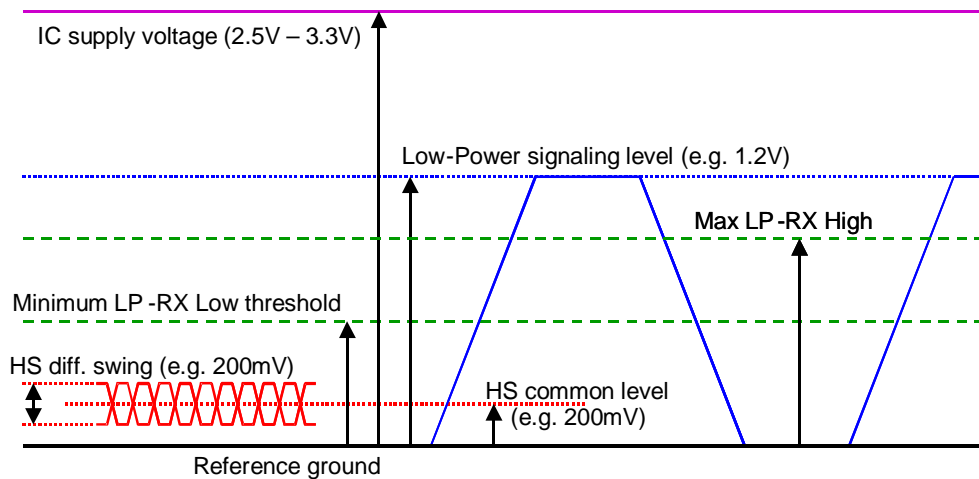 IC supply voltage (2.5V – 3.3V)
Low-Power signaling level (e.g. 1.2V)
Max LP -RX High
Minimum LP -RX Low threshold
HS diff. swing (e.g. 200mV)
HS common level
(e.g. 200mV)
Reference ground